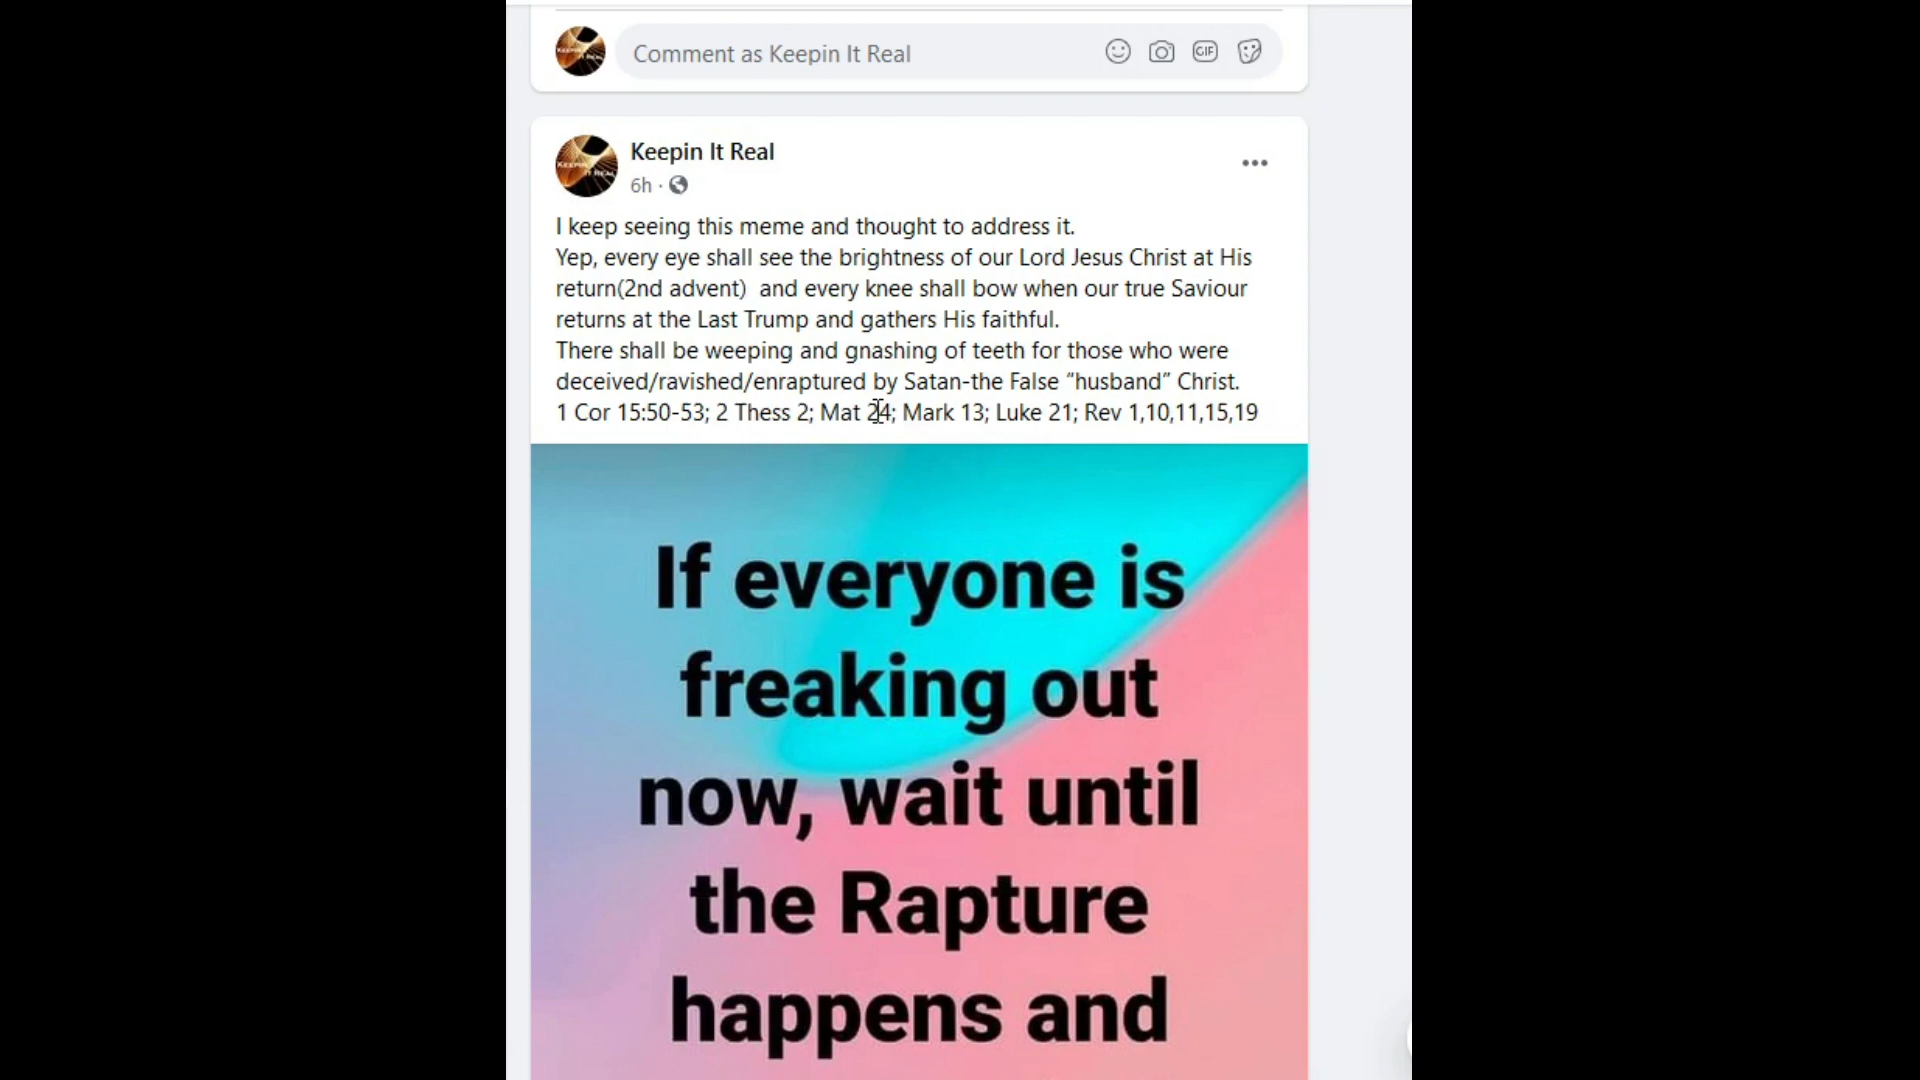 Comment as Keepin It Real
GIF
Keepin It Real
6h ·
I keep seeing this meme and thought to address it.
Yep, every eye shall see the brightness of our Lord Jesus Christ at His
return(2nd advent)  and every knee shall bow when our true Saviour
returns at the Last Trump and gathers His faithful.
There shall be weeping and gnashing of teeth for those who were
deceived/ravished/enraptured by Satan-the False “husband” Christ.
1 Cor 15:50-53; 2 Thess 2; Mat 24; Mark 13; Luke 21; Rev 1,10,11,15,19
If everyone is
freaking out
now, wait until
the Rapture
happens and